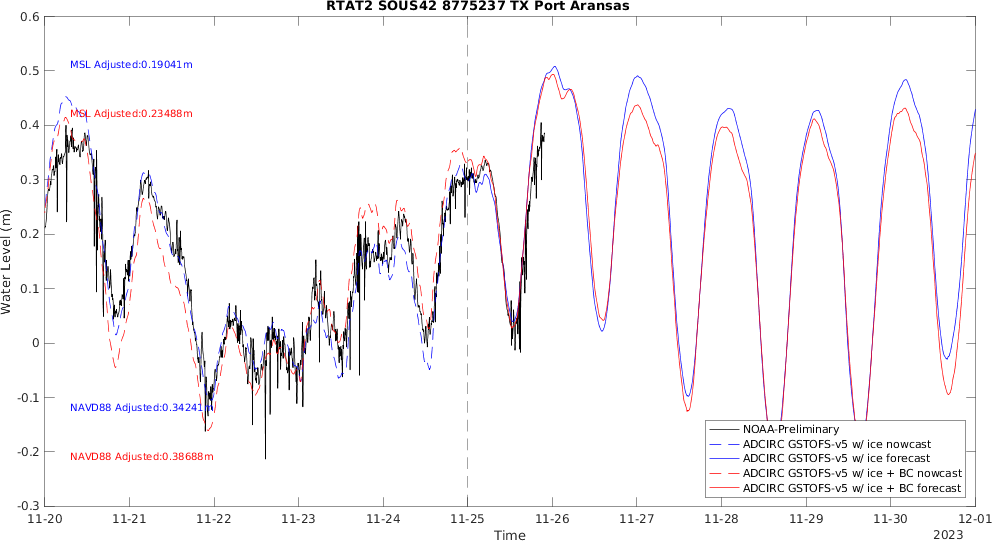 RTAT2 SOUS42 8775237 TX Port Aransas
0.6
0.5
0.4
0.3
0.2
0.1
0
-0.1
-0.2
-0.3
Water Level (m)
MSL Adjusted:0.19041m
MSL Adjusted:0.23488m
NAVD88 Adjusted:0.34241
NAVD88 Adjusted:0.38688m
NOAA-Preliminary
ADCIRC GSTOFS-v5 w/ ice nowcast
ADCIRC GSTOFS-v5 w/ ice forecast
ADCIRC GSTOFS-v5 w/ ice + BC nowcast
ADCIRC GSTOFS-v5 w/ ice + BC forecast
11-20 11-21 11-22 11-23 11-24 11-25 11-26 11-27 11-28 11-29 11-30 12-01
Time
2023